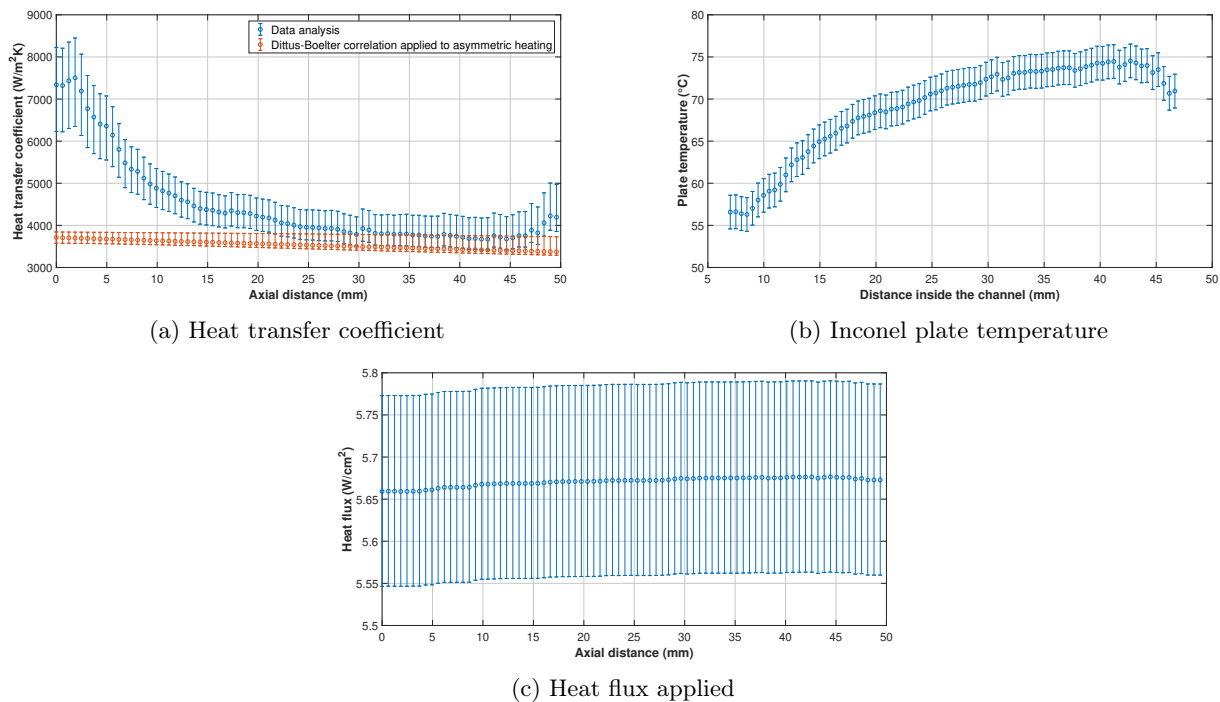 9000
8000
7000
6000
5000
4000
3000
0 5 10 15 20 25 30 35 40 45 50
Axial distance (mm)
Heat transfer coefficient (W/m²K)
Data analysis
Dittus-Boelter correlation applied to asymmetric heating
(a) Heat transfer coefficient
80
75
70
65
60
55
50
5 10 15 20 25 30 35 40 45 50
Distance inside the channel (mm)
Plate temperature (°C)
(b) Inconel plate temperature
5.8
5.75
5.7
5.65
5.6
5.55
5.5
0 5 10 15 20 25 30 35 40 45 50
Axial distance (mm)
Heat flux (W/cm²)
(c) Heat flux applied